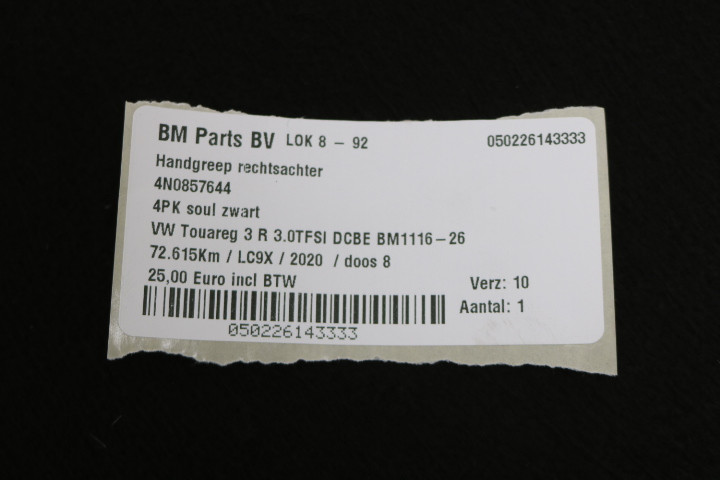 BM Parts BV LOK 8 - 92 050226143333
Handgreep rechtsachter
4N0857644
4PK soul zwart
VW Touareg 3 R 3.0TFSI DCBE BM1116-26
72.615Km / LC9X / 2020 / doos 8
25,00 Euro incl BTW Verz: 10
Aantal: 1
050226143333